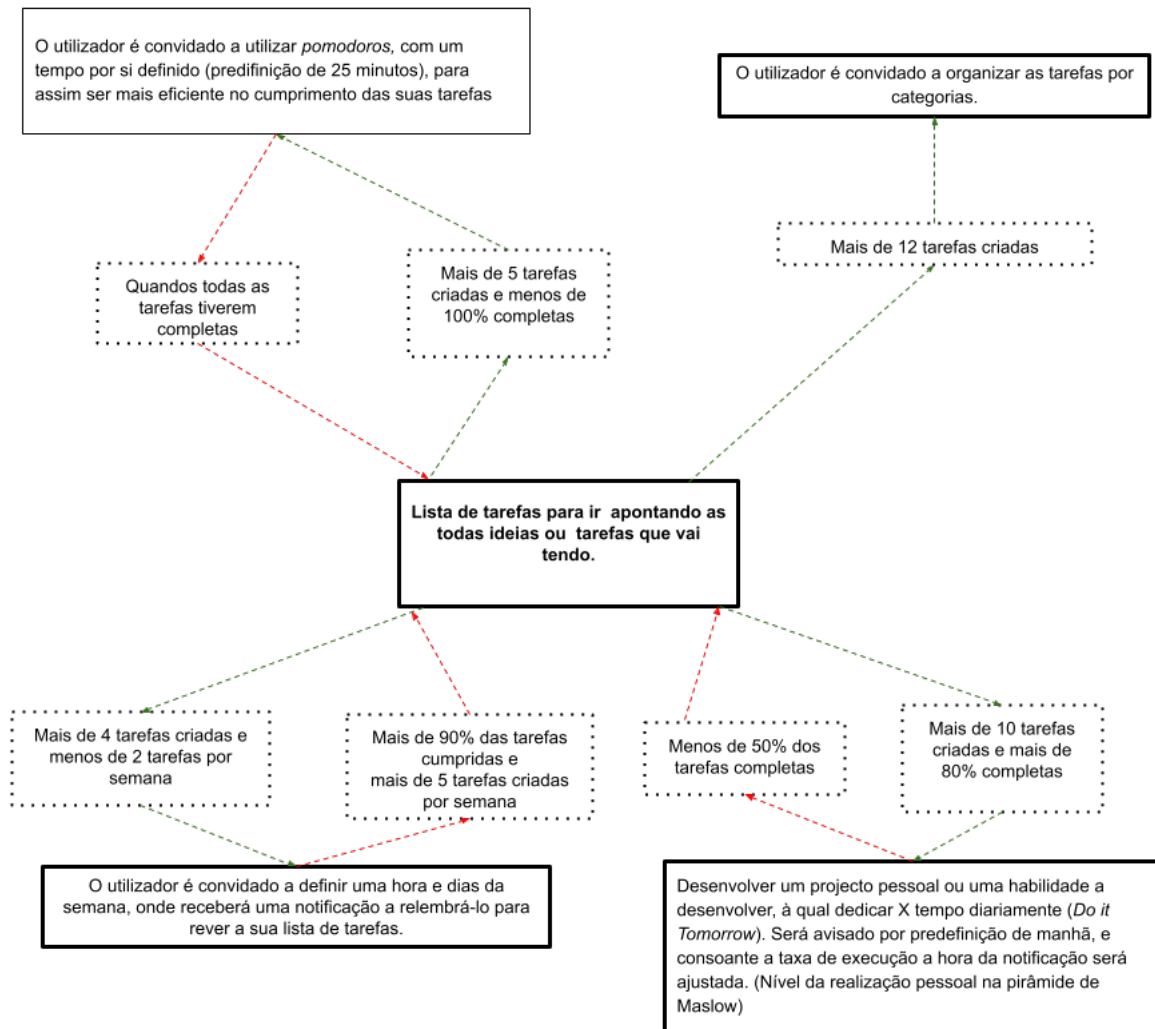 O utilizador é convidado a utilizar pomodoros, com um
tempo por si definido (predifinição de 25 minutos), para
assim ser mais eficiente no cumprimento das suas tarefas
O utilizador é convidado a organizar as tarefas por
categorias.
Quandos todas as
tarefas tiverem
completas
Mais de 5 tarefas
criadas e menos de
100% completas
Mais de 12 tarefas criadas
Lista de tarefas para ir apontando as
todas ideias ou tarefas que vai
tendo.
Mais de 4 tarefas criadas e
menos de 2 tarefas por
semana
Mais de 90% das tarefas
cumpridas e
mais de 5 tarefas criadas
por semana
Menos de 50% dos
tarefas completas
Mais de 10 tarefas
criadas e mais de
80% completas
O utilizador é convidado a definir uma hora e dias da
semana, onde receberá uma notificação a relembrá-lo para
rever a sua lista de tarefas.
Desenvolver um projecto pessoal ou uma habilidade a
desenvolver, à qual dedicar X tempo diariamente (Do it
Tomorrow). Será avisado por predefinição de manhã, e
consoante a taxa de execução a hora da notificação será
ajustada. (Nível da realização pessoal na pirâmide de
Maslow)